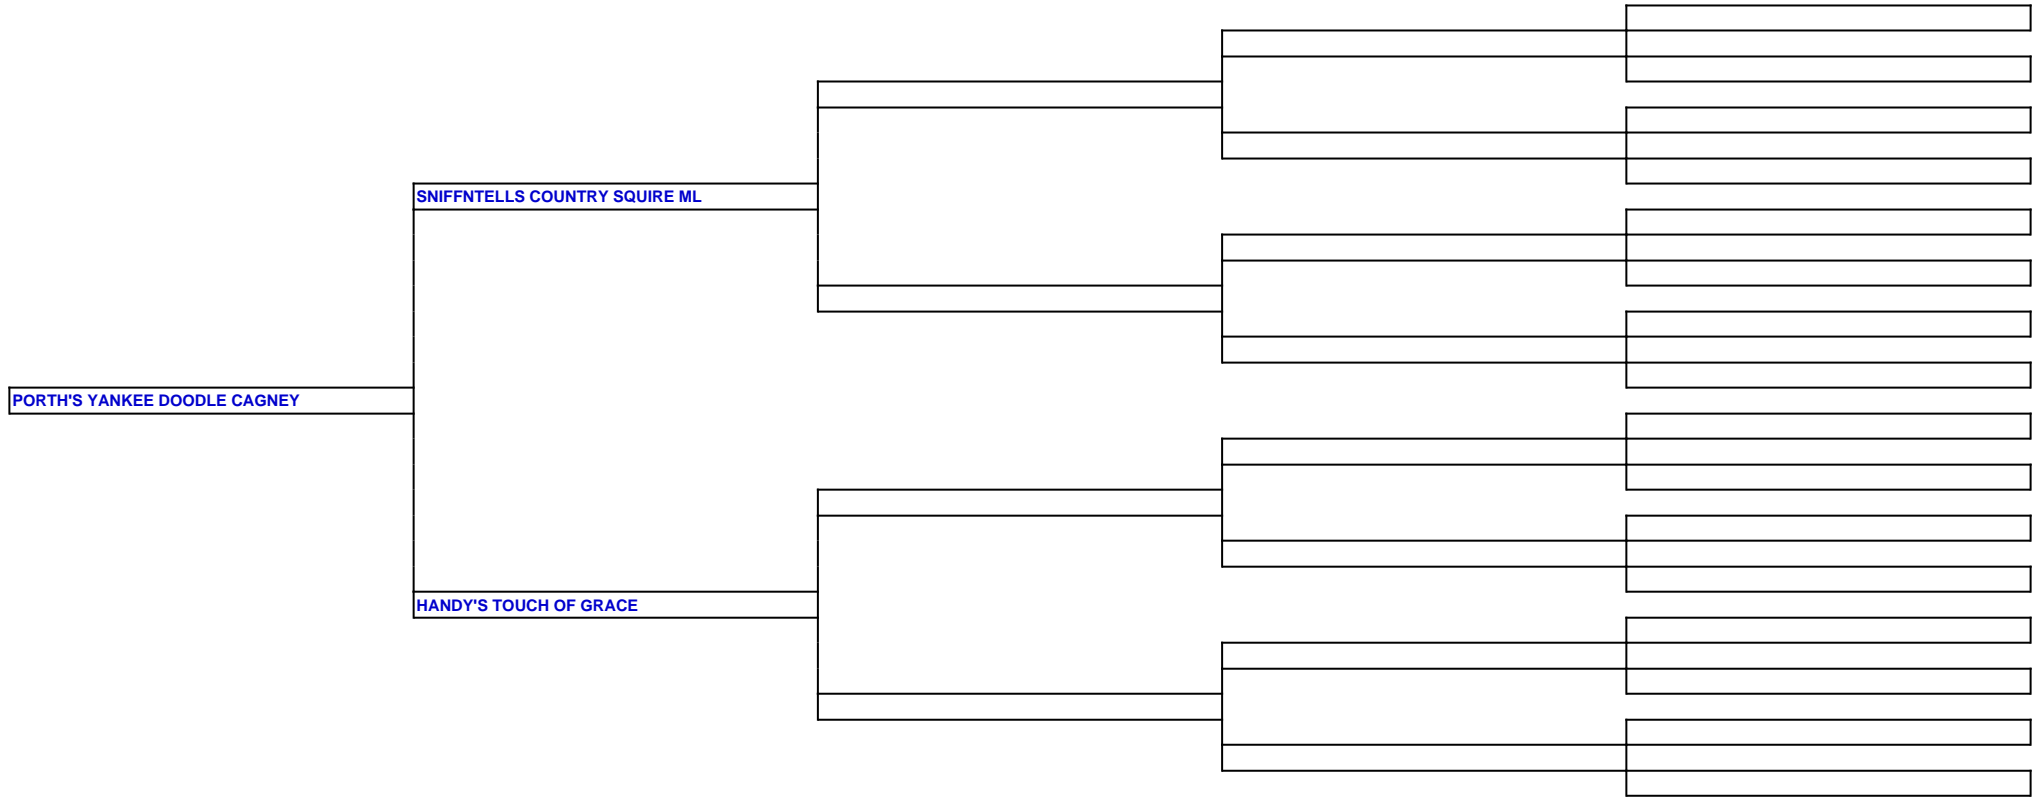 SNIFFNTELLS COUNTRY SQUIRE ML
PORTH'S YANKEE DOODLE CAGNEY
HANDY'S TOUCH OF GRACE